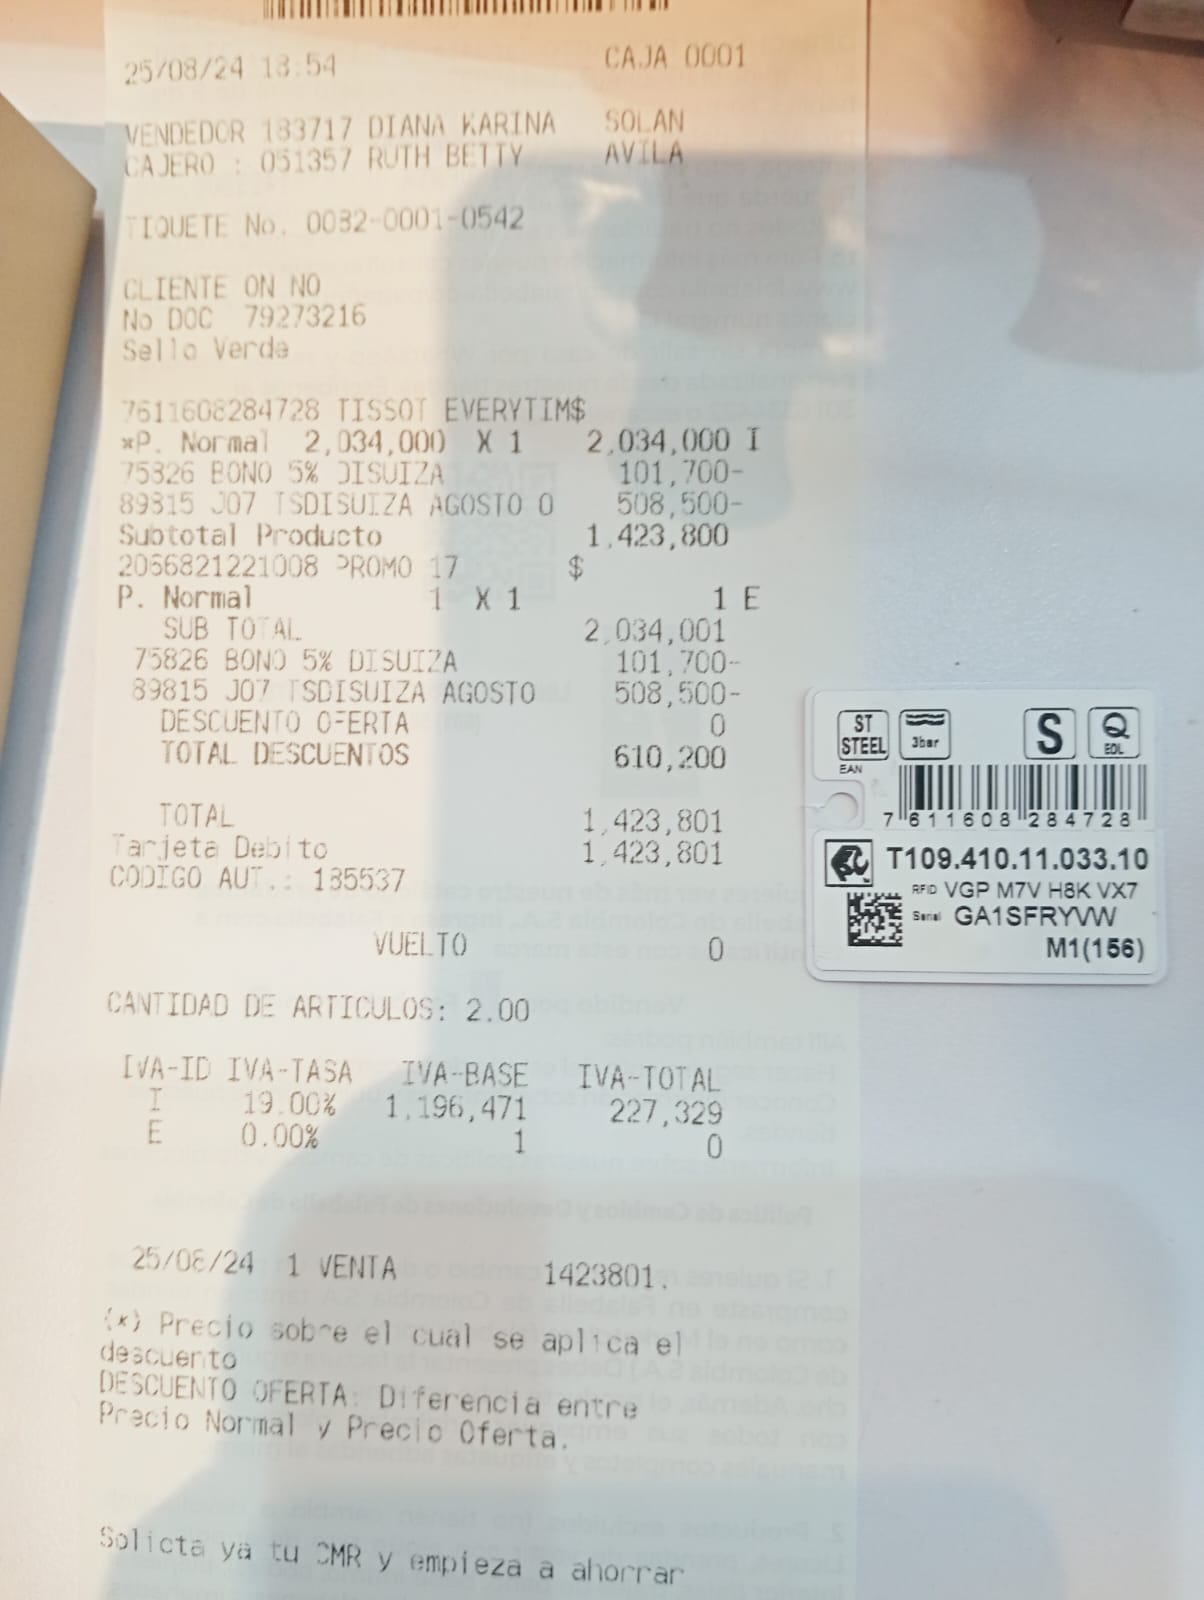 25/08/24 18:54 CAJA 0001
VENDEDOR 183717 DIANA KARINA SOLAN
CAJERO : 051357 RUTH BETTY AVILA
TIQUETE No. 0082-0001-0542
CLIENTE ON NO
No DOC 79273216
Sello Verde
7611608284728 TISSOT EVERYTIM$
*P. Normal 2,034,000 X 1 2,034,000 I
75826 BONO 5% DISUIZA 101,700-
89815 J07 TSDISUIZA AGOSTO O 508,500-
Subtotal Producto 1,423,800
2066821221008 PROMO 17 $
P. Normal 1 X 1 1 E
SUB TOTAL 2,034,001
75826 BONO 5% DISUIZA 101,700-
89815 J07 TSDISUIZA AGOSTO 508,500-
DESCUENTO OFERTA 0
TOTAL DESCUENTOS 610,200
TOTAL 1,423,801
Tarjeta Debito 1,423,801
CODIGO AUT.: 185537
VUELTO 0
CANTIDAD DE ARTICULOS: 2.00
IVA-ID IVA-TASA IVA-BASE IVA-TOTAL
I 19.00% 1,196,471 227,329
E 0.00% 1 0
25/08/24 1 VENTA 1423801.
(*) Precio sobre el cual se aplica el
descuento
DESCUENTO OFERTA: Diferencia entre
Precio Normal y Precio Oferta.
Solicta ya tu CMR y empieza a ahorrar
ST STEEL
3bar
S
Q
EOL
EAN
7 611608 284728
T109.410.11.033.10
RFID VGP M7V H8K VX7
Serial GA1SFRYVW
M1(156)